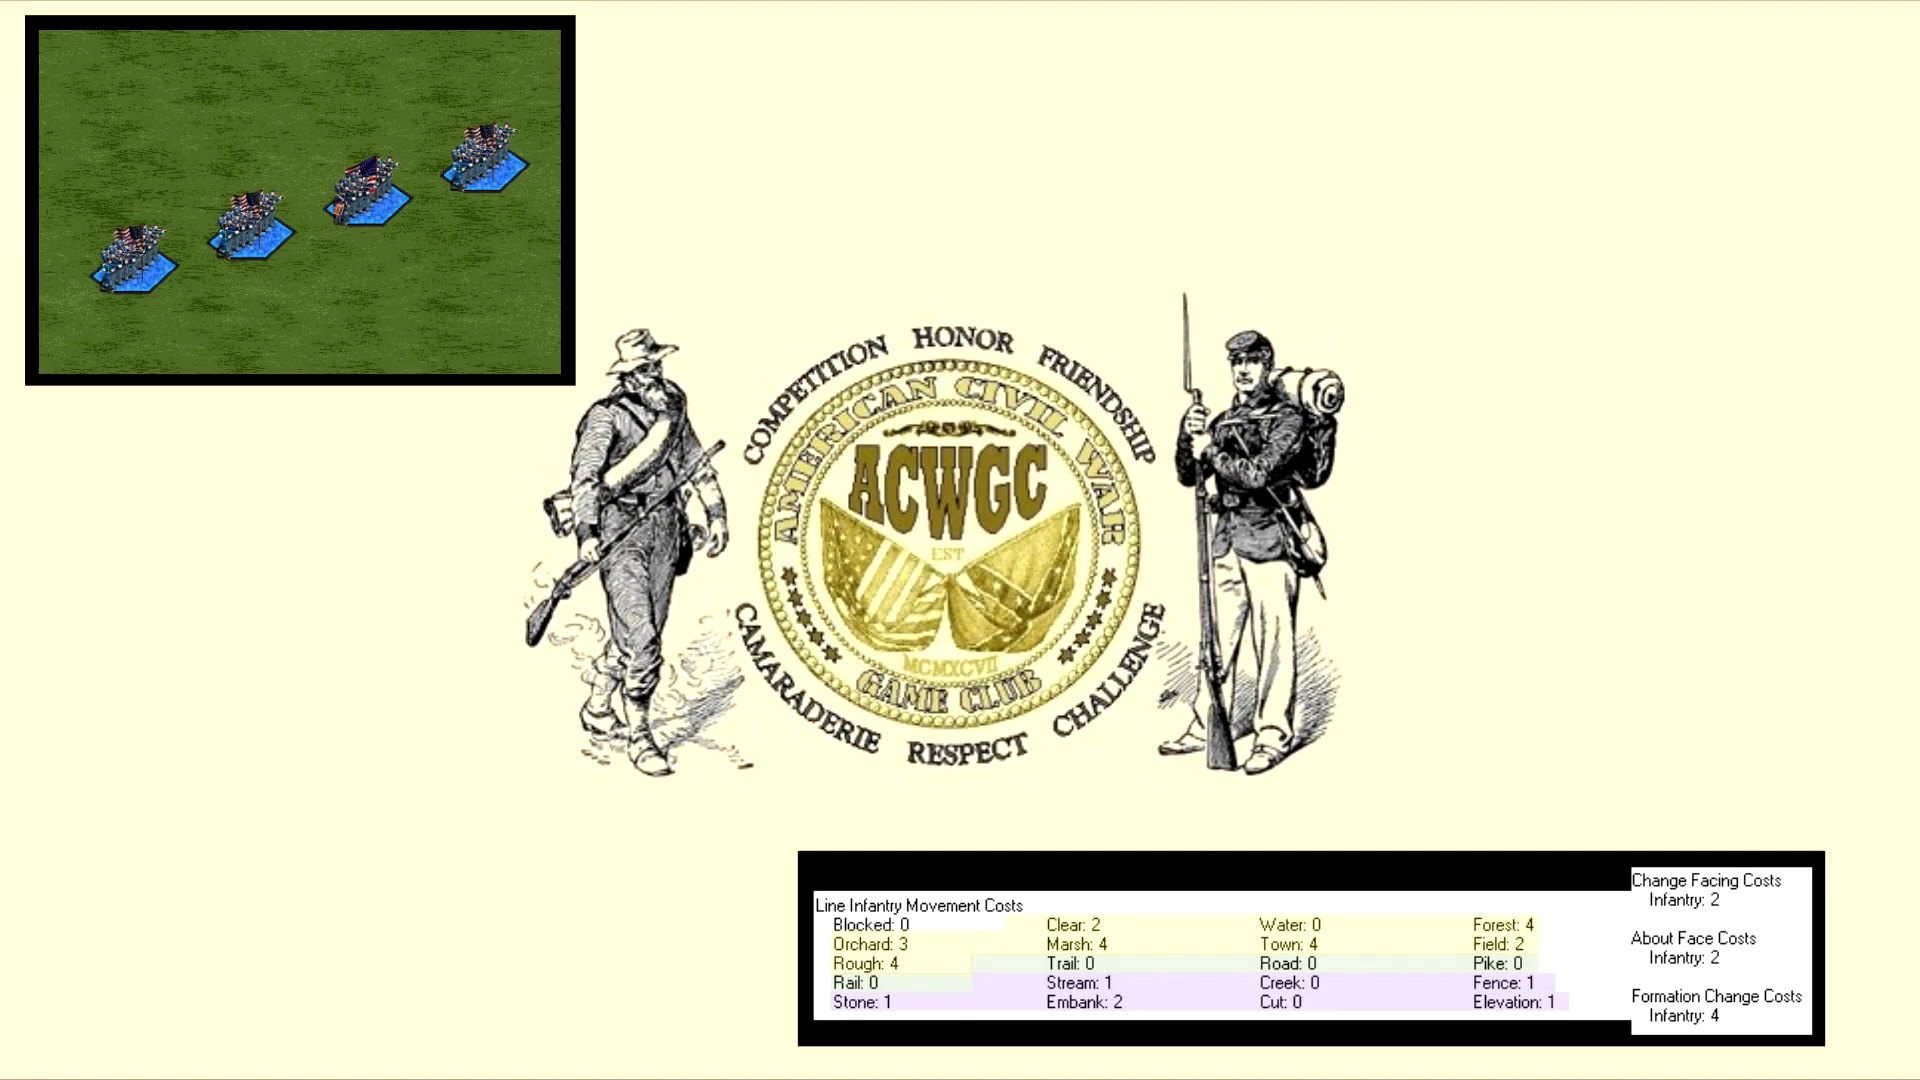 COMPETITION HONOR FRIENDSHIP
AMERICAN CIVIL WAR
ACWGC
EST
MCMXCVII
GAME CLUB
CAMARADERIE RESPECT CHALLENGE
Line Infantry Movement Costs
Blocked: 0 Clear: 2 Water: 0 Forest: 4
Orchard: 3 Marsh: 4 Town: 4 Field: 2
Rough: 4 Trail: 0 Road: 0 Pike: 0
Rail: 0 Stream: 1 Creek: 0 Fence: 1
Stone: 1 Embank: 2 Cut: 0 Elevation: 1
Change Facing Costs
Infantry: 2
About Face Costs
Infantry: 2
Formation Change Costs
Infantry: 4